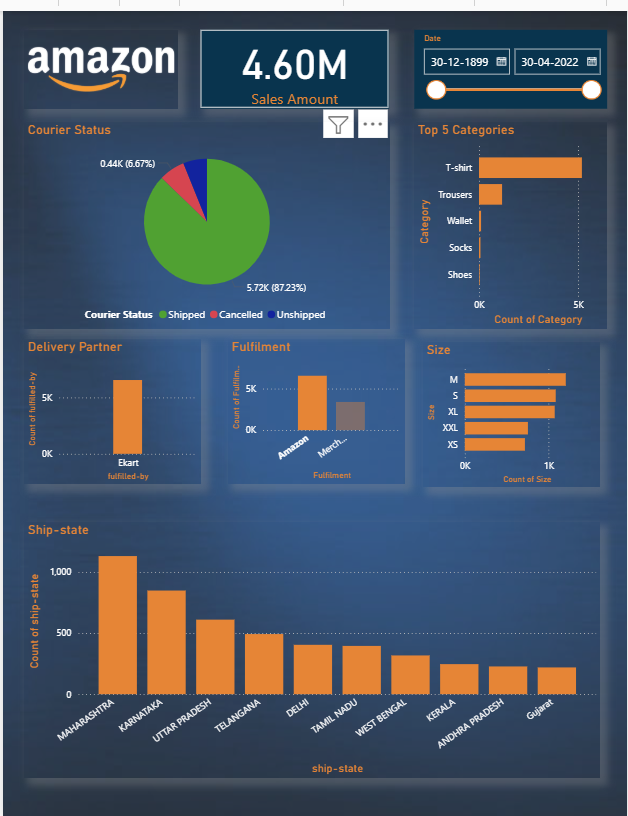 amazon
4.60M
Sales Amount
Date
30-12-1899
30-04-2022
Courier Status
0.44K (6.67%)
5.72K (87.23%)
Courier Status Shipped Cancelled Unshipped
Top 5 Categories
Category
T-shirt
Trousers
Wallet
Socks
Shoes
0K 5K
Count of Category
Delivery Partner
Count of fulfilled-by
5K
0K
Ekart
fulfilled-by
Fulfilment
Count of Fulfilm...
5K
0K
Amazon
Merch...
Fulfilment
Size
Size
M
S
XL
XXL
XS
0K 1K
Count of Size
Ship-state
Count of ship-state
1,000
500
0
MAHARASHTRA
KARNATAKA
UTTAR PRADESH
TELANGANA
DELHI
TAMIL NADU
WEST BENGAL
KERALA
ANDHRA PRADESH
Gujarat
ship-state